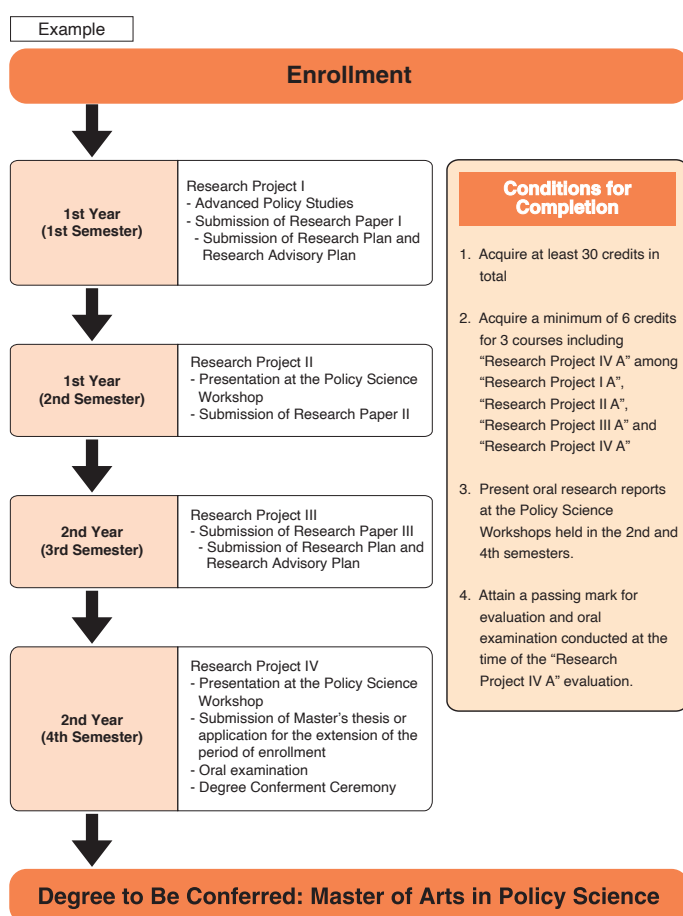 Example
Enrollment
1st Year
(1st Semester)
Research Project I
- Advanced Policy Studies
- Submission of Research Paper I
- Submission of Research Plan and
Research Advisory Plan
1st Year
(2nd Semester)
Research Project II
- Presentation at the Policy Science
Workshop
- Submission of Research Paper II
2nd Year
(3rd Semester)
Research Project III
- Submission of Research Paper III
- Submission of Research Plan and
Research Advisory Plan
2nd Year
(4th Semester)
Research Project IV
- Presentation at the Policy Science
Workshop
- Submission of Master's thesis or
application for the extension of the
period of enrollment
- Oral examination
- Degree Conferment Ceremony
Conditions for
Completion
1. Acquire at least 30 credits in
total
2. Acquire a minimum of 6 credits
for 3 courses including
“Research Project IV A” among
“Research Project I A”,
“Research Project II A”,
“Research Project III A” and
“Research Project IV A”
3. Present oral research reports
at the Policy Science
Workshops held in the 2nd and
4th semesters.
4. Attain a passing mark for
evaluation and oral
examination conducted at the
time of the “Research
Project IV A” evaluation.
Degree to Be Conferred: Master of Arts in Policy Science